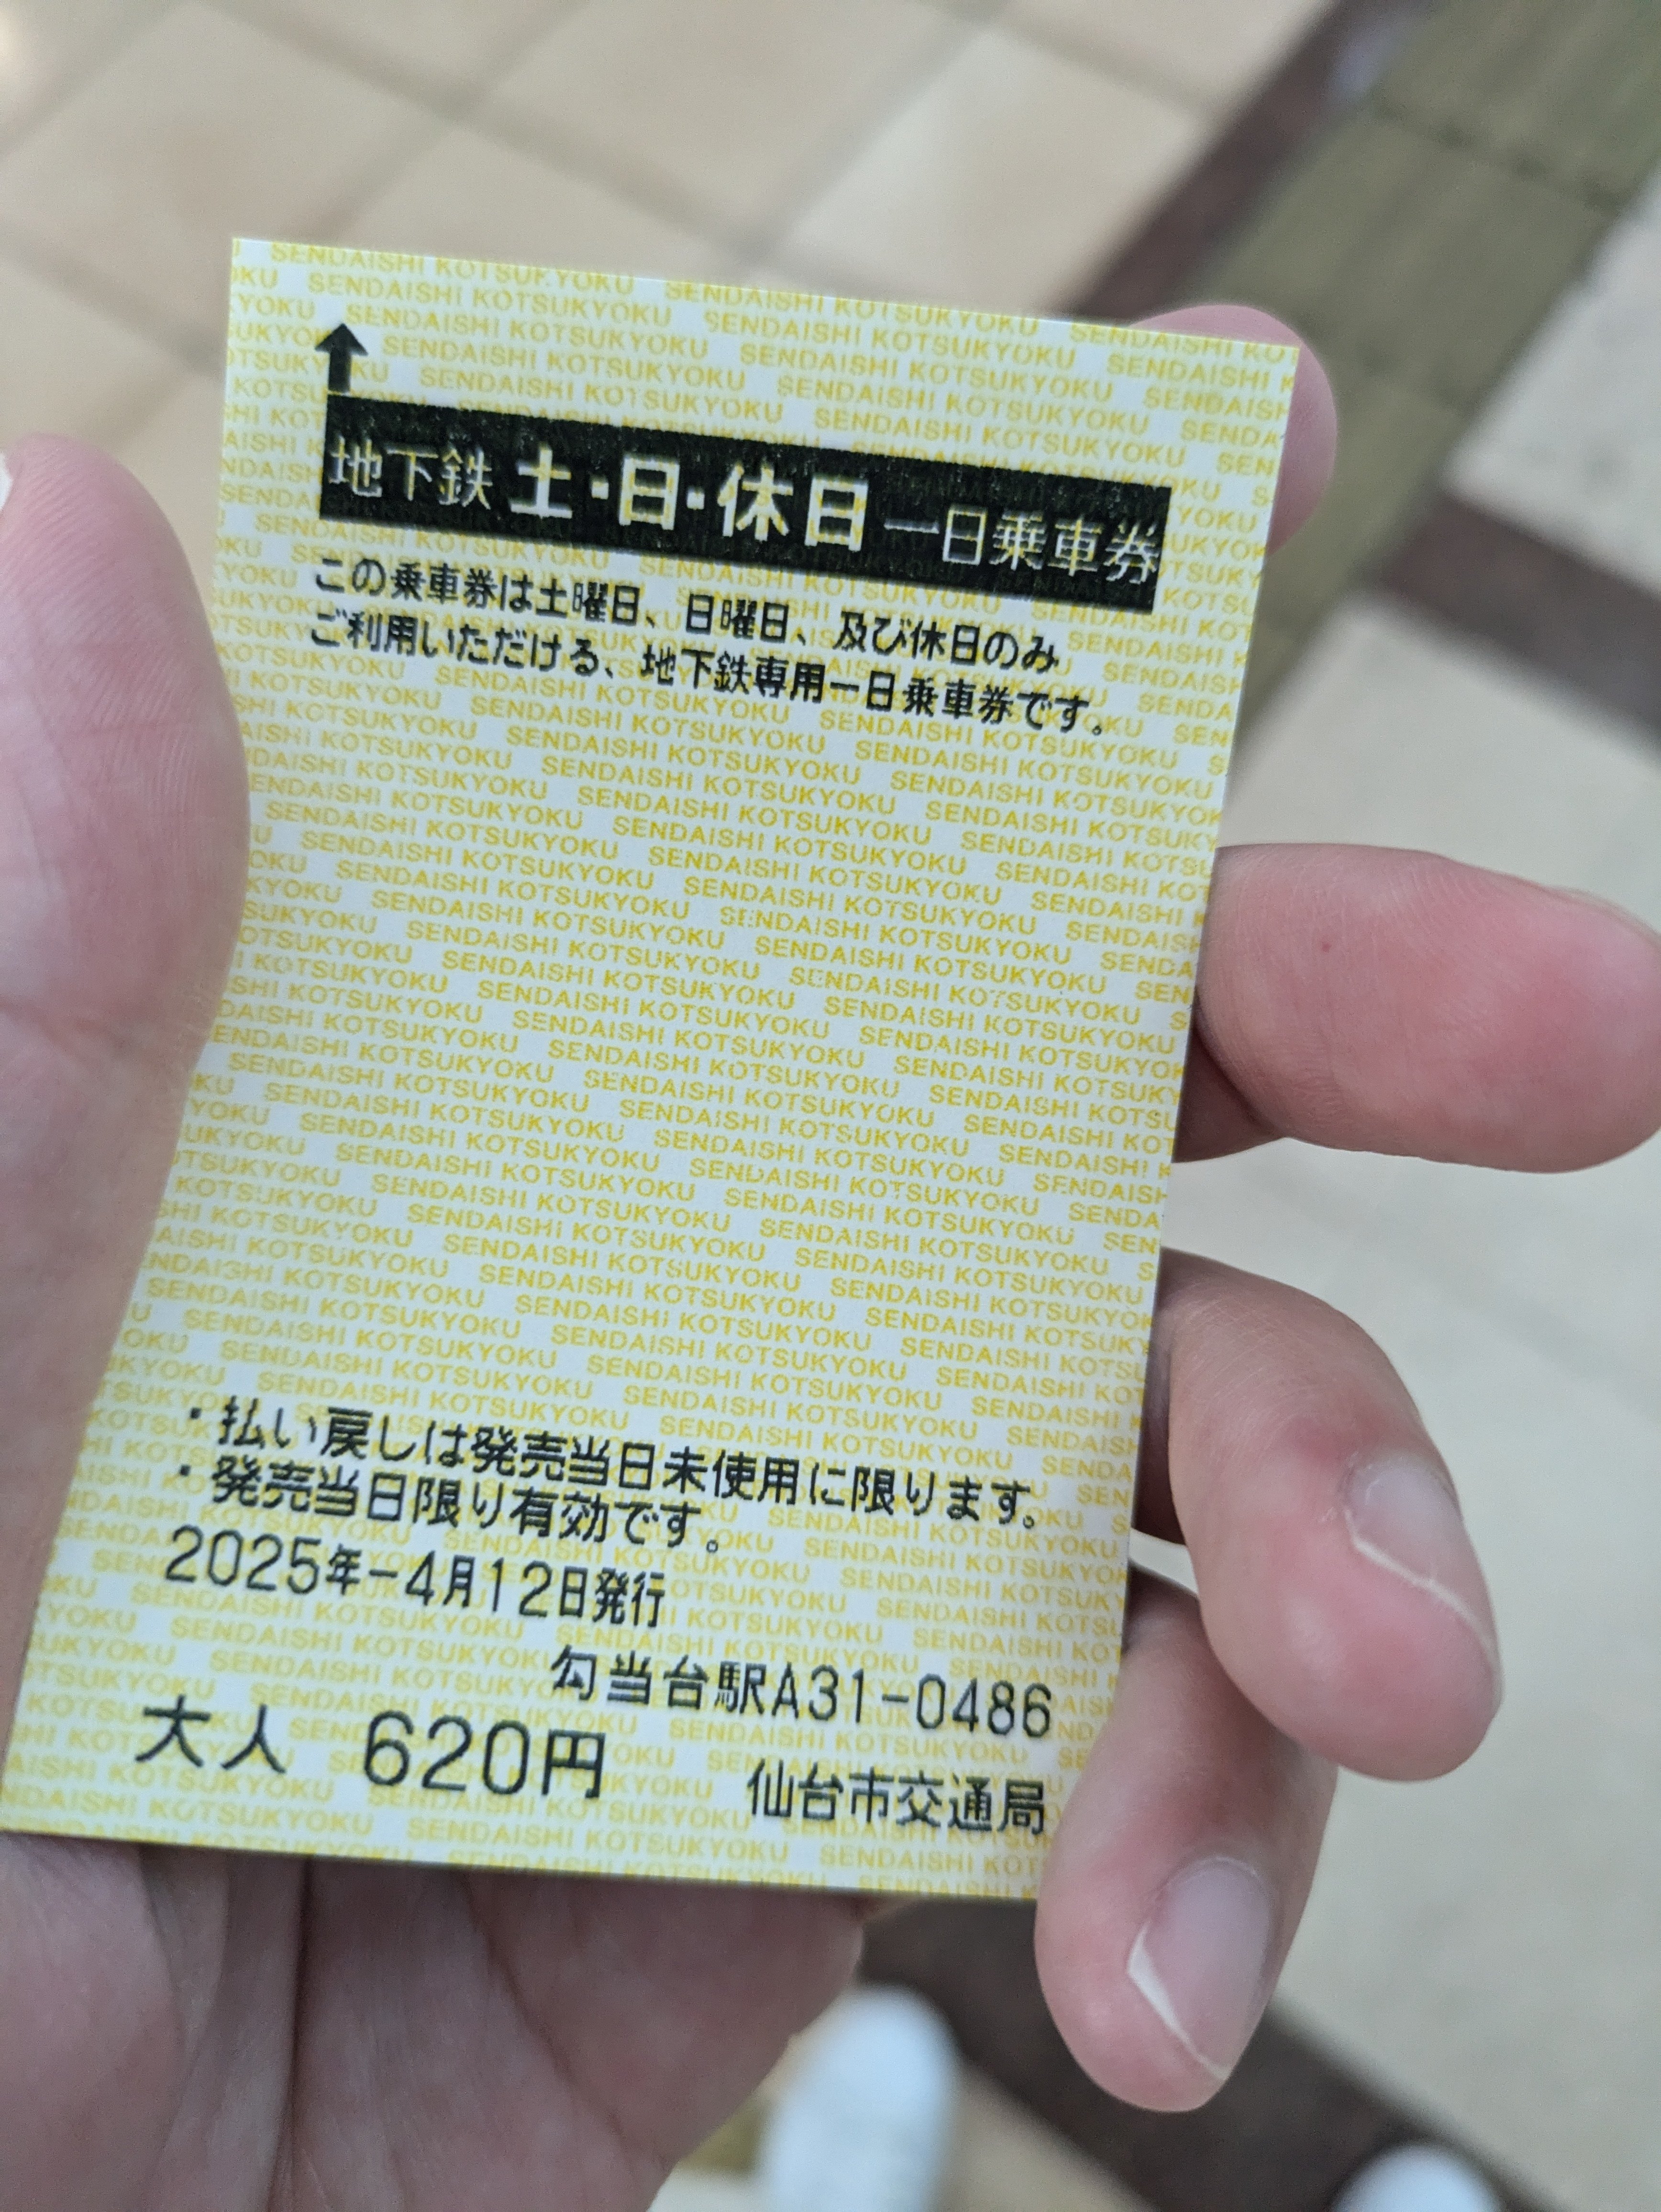 地下鉄 土・日・休日 一日乗車券
この乗車券は土曜日、日曜日、及び休日のみ
ご利用いただける、地下鉄専用一日乗車券です。
・払い戻しは発売当日未使用に限ります。
・発売当日限り有効です。
2025年-4月12日発行
勾当台駅A31-0486
大人 620円
仙台市交通局
SENDAISHI KOTSUKYOKU